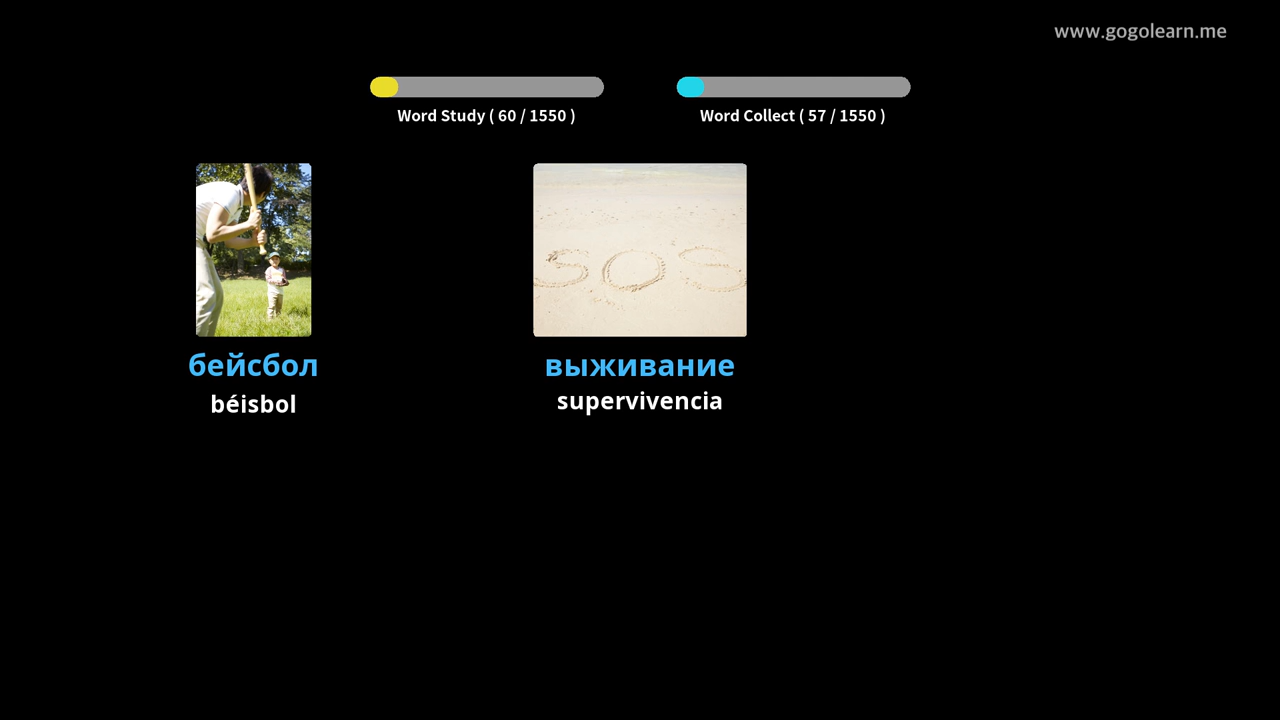 www.gogolearn.me
Word Study ( 60 / 1550 )
Word Collect ( 57 / 1550 )
SOS
бейсбол
béisbol
выживание
supervivencia